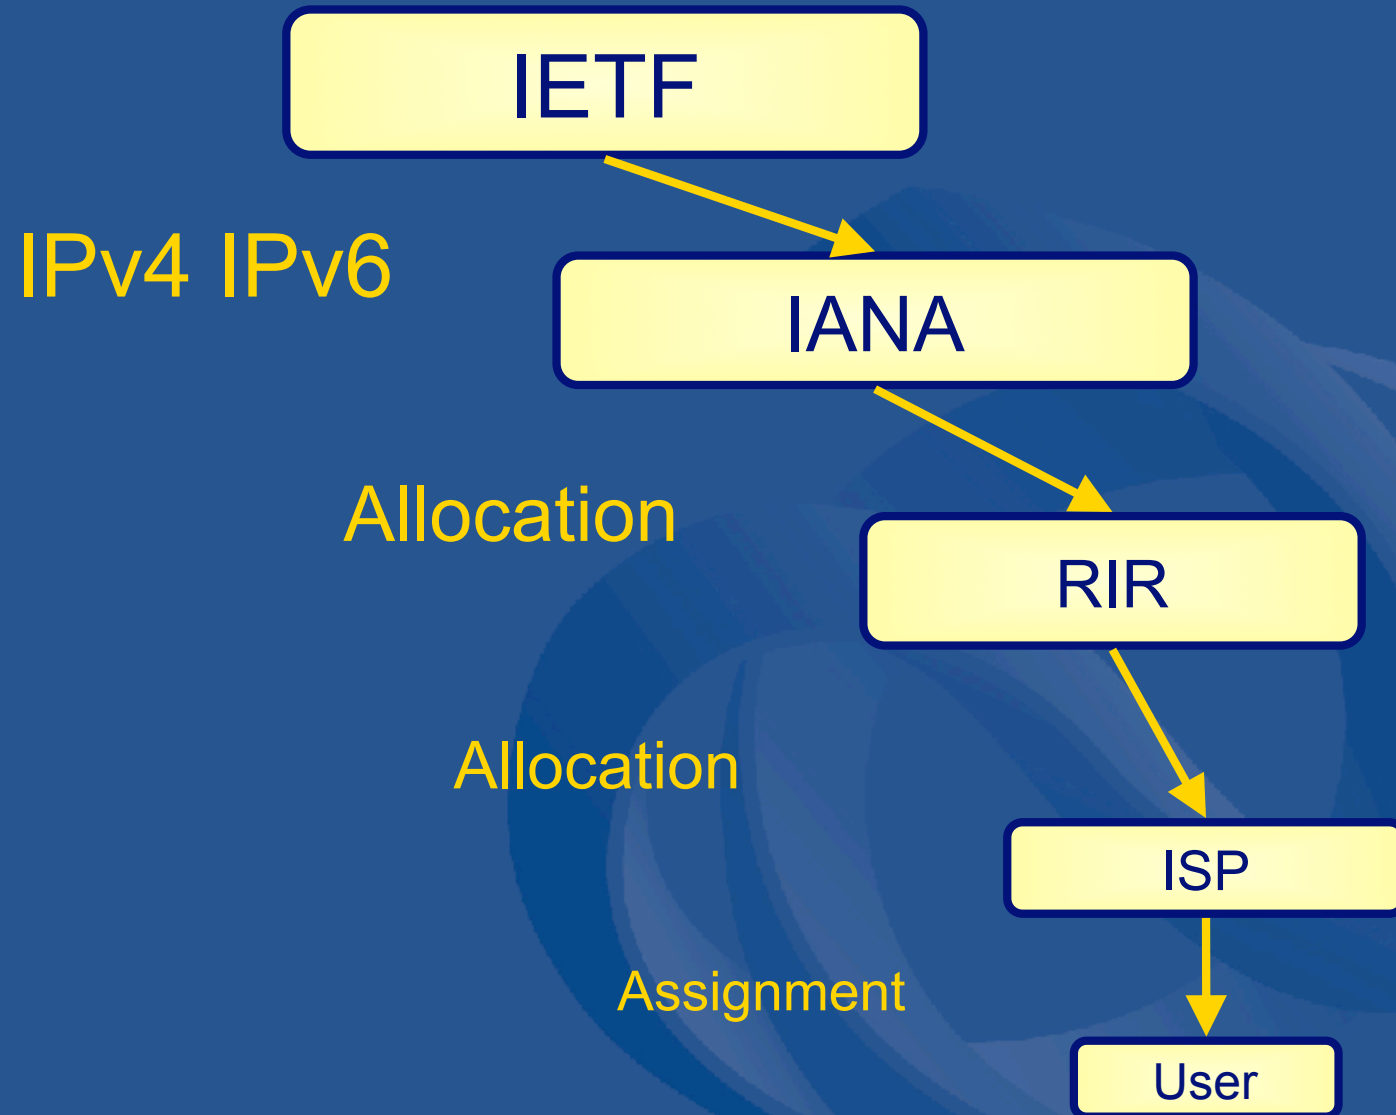 IETF
IPv4 IPv6
IANA
Allocation
RIR
Allocation
ISP
Assignment
User